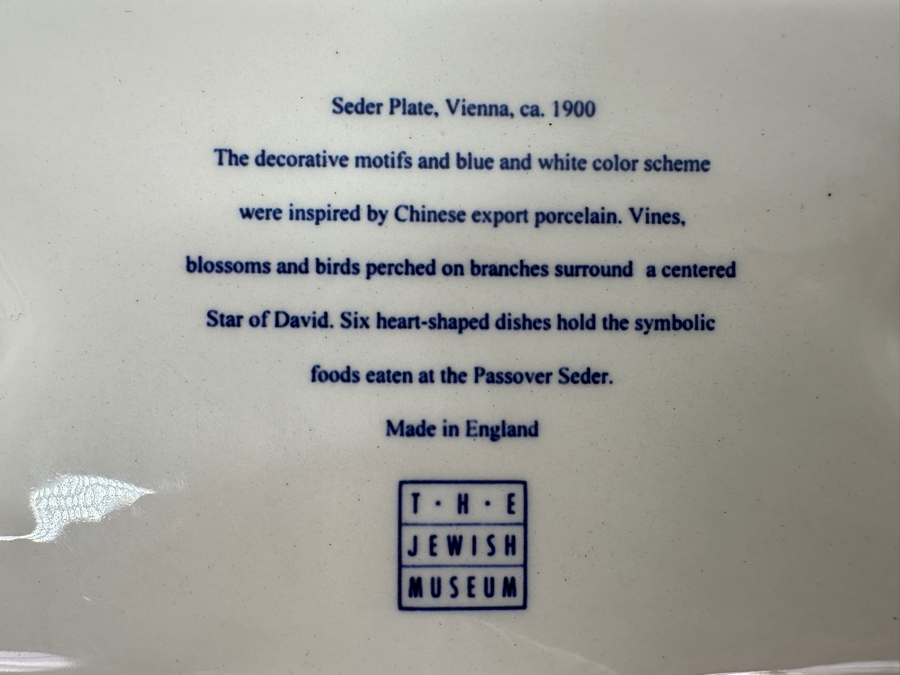 Seder Plate, Vienna, ca. 1900
The decorative motifs and blue and white color scheme
were inspired by Chinese export porcelain. Vines,
blossoms and birds perched on branches surround  a centered
Star of David. Six heart-shaped dishes hold the symbolic
foods eaten at the Passover Seder.
Made in England
T·H·E
JEWISH
MUSEUM